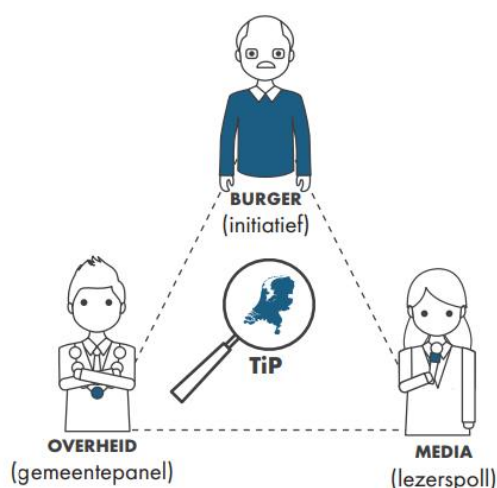 BURGER
(initiatief)
TiP
OVERHEID
(gemeentepanel)
MEDIA
(lezerspoll)